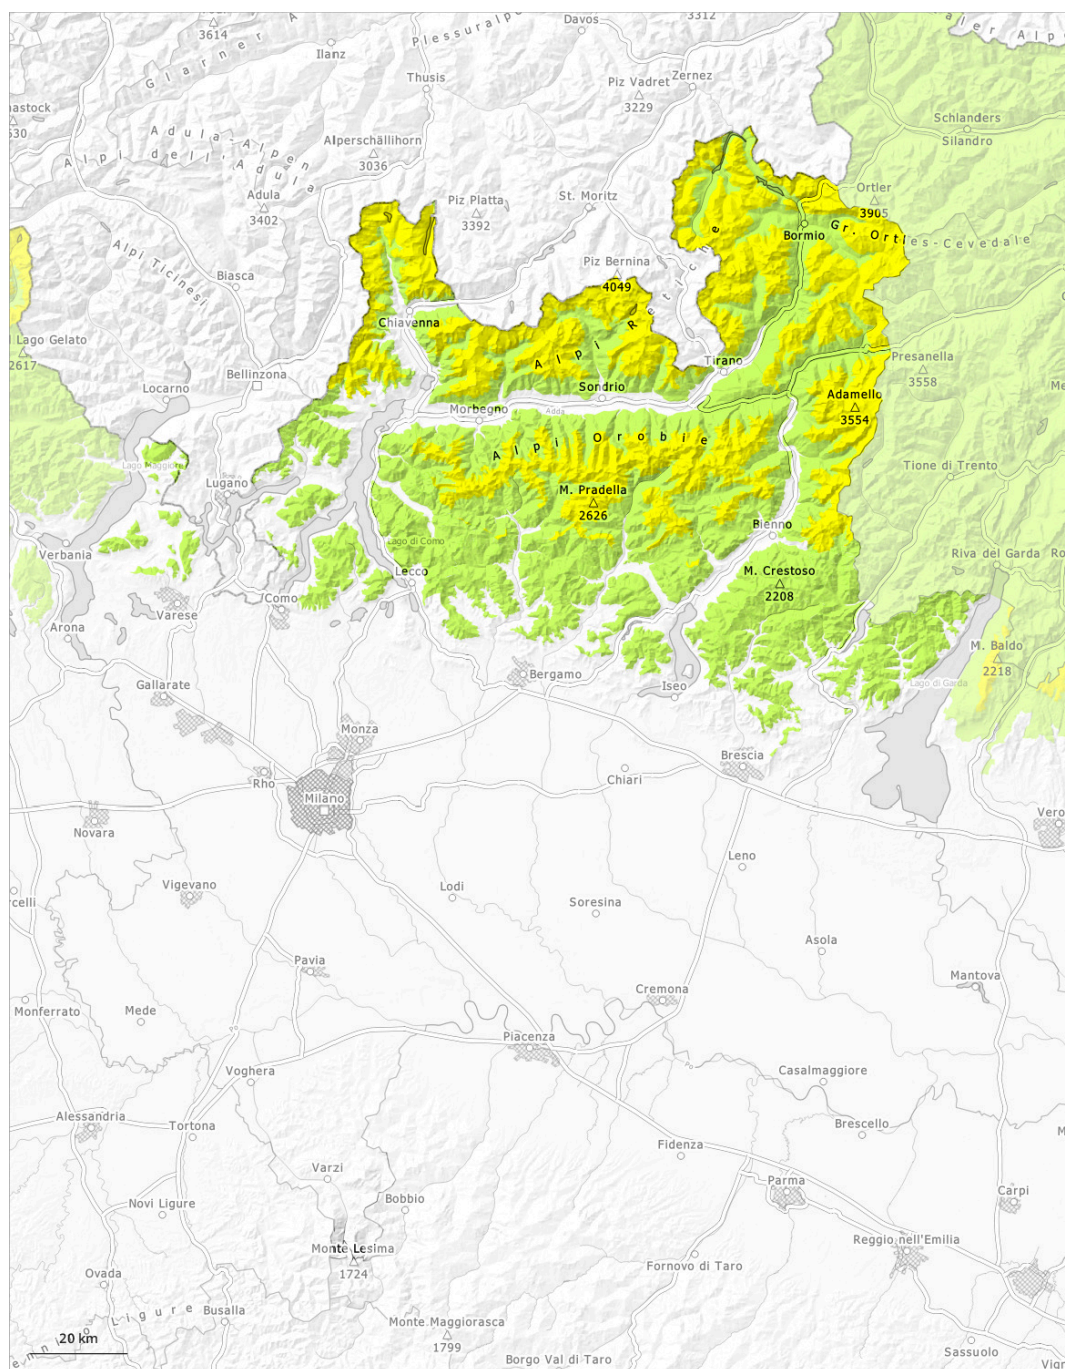 3614
Ilanz
Plessuralpe
Davos
3312
Glarner
Thusis
Piz Vadret
3229
Zernez
Schlanders
Silandro
Adula-Alpen
Alpi dell'Adula
Alperschällihorn
3036
Adula
3402
Piz Platta
3392
St. Moritz
Ortler
3905
Bormio
Gr. Ortles-Cevedale
Alpi Ticinesi
Biasca
Piz Bernina
4049
Alpi Retiche
Chiavenna
Lago Gelato
2617
Locarno
Bellinzona
Tirano
Presanella
3558
Sondrio
Morbegno
Adda
Adamello
3554
Alpi Orobie
Lago Maggiore
Lugano
Tione di Trento
M. Pradella
2626
Bienno
Verbania
Lago di Como
Riva del Garda
Lecco
M. Crestoso
2208
Como
Varese
Arona
M. Baldo
2218
Bergamo
Iseo
Lago di Garda
Gallarate
Monza
Brescia
Rho
Chiari
Milano
Novara
Vero
Leno
Vigevano
Lodi
Soresina
Asola
Pavia
Cremona
Mantova
Monferrato
Mede
Piacenza
Po
Voghera
Casalmaggiore
Alessandria
Tortona
Brescello
Fidenza
Varzi
Parma
Carpi
Novi Ligure
Bobbio
Monte Lesima
1724
Reggio nell'Emilia
Fornovo di Taro
Ovada
Ligure
Busalla
Monte Maggiorasca
1799
20 km
Sassuolo
Borgo Val di Taro